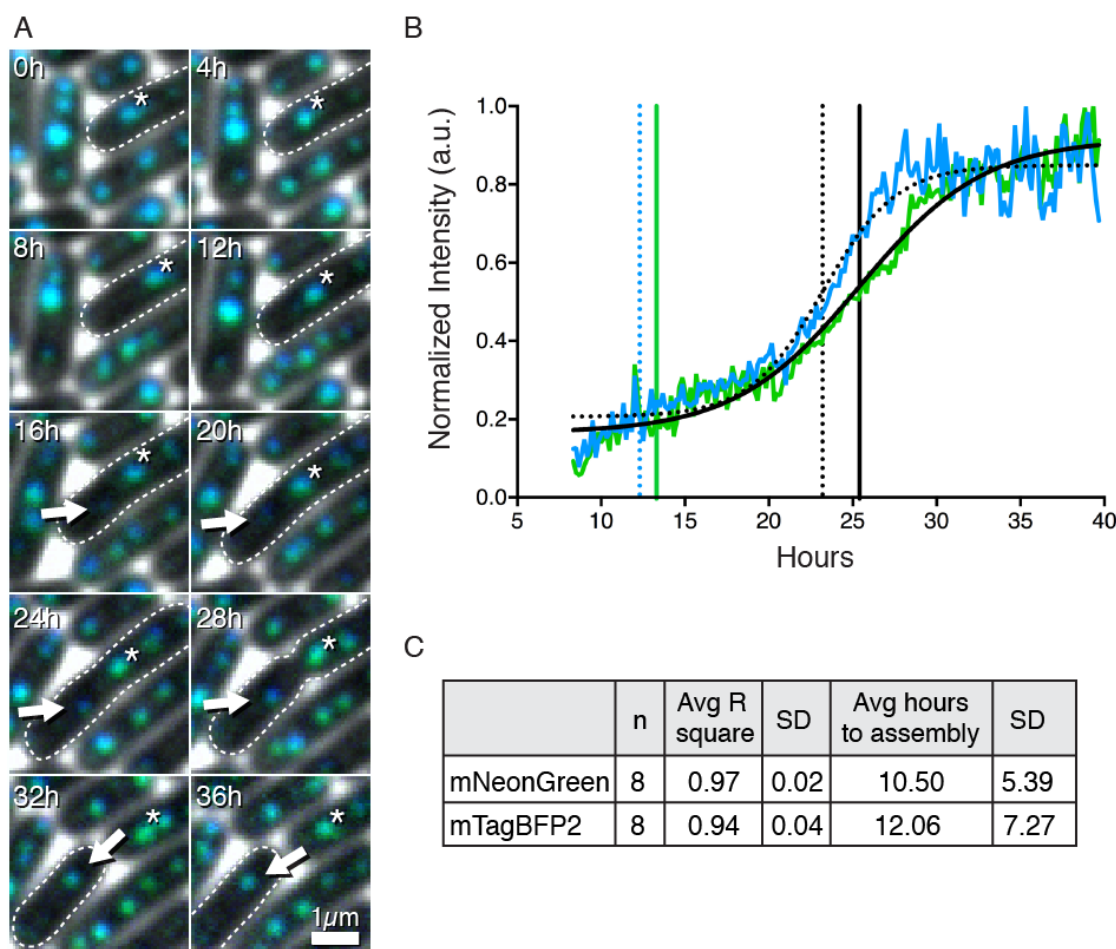 A
0h 4h
*
*
8h 12h
*
*
16h 20h
*
*
24h 28h
*
*
32h 36h
*
*
1µm
B
Normalized Intensity (a.u.)
1.0
0.8
0.6
0.4
0.2
0.0
5 10 15 20 25 30 35 40
Hours
C
n Avg R square SD Avg hours to assembly SD
mNeonGreen 8 0.97 0.02 10.50 5.39
mTagBFP2 8 0.94 0.04 12.06 7.27